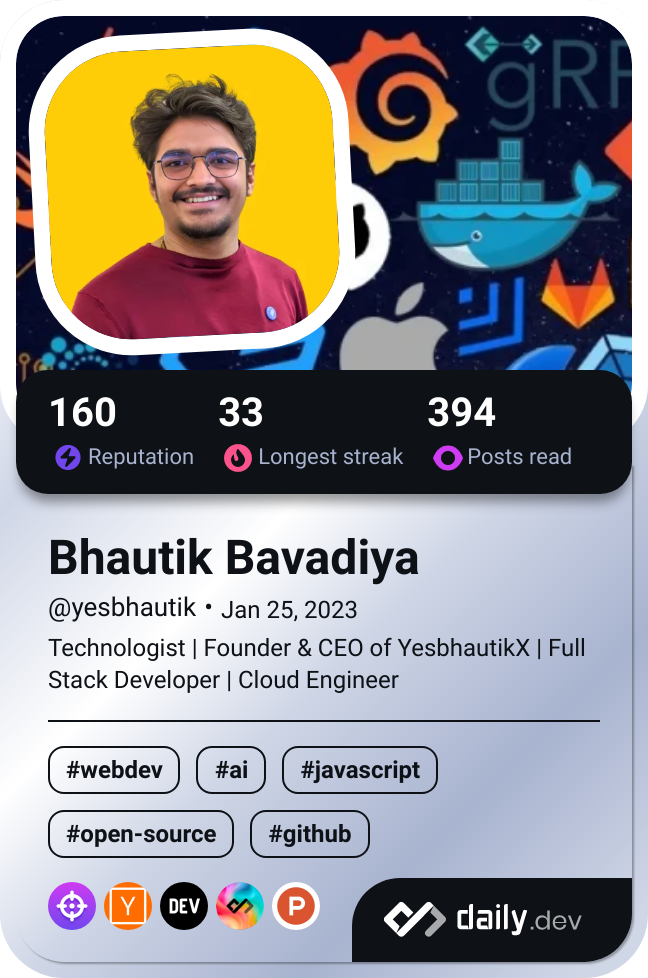 gRP
160 33 394
Reputation Longest streak Posts read
Bhautik Bavadiya
@yesbhautik • Jan 25, 2023
Technologist | Founder & CEO of YesbhautikX | Full
Stack Developer | Cloud Engineer
#webdev #ai #javascript
#open-source #github
Y DEV P
daily.dev